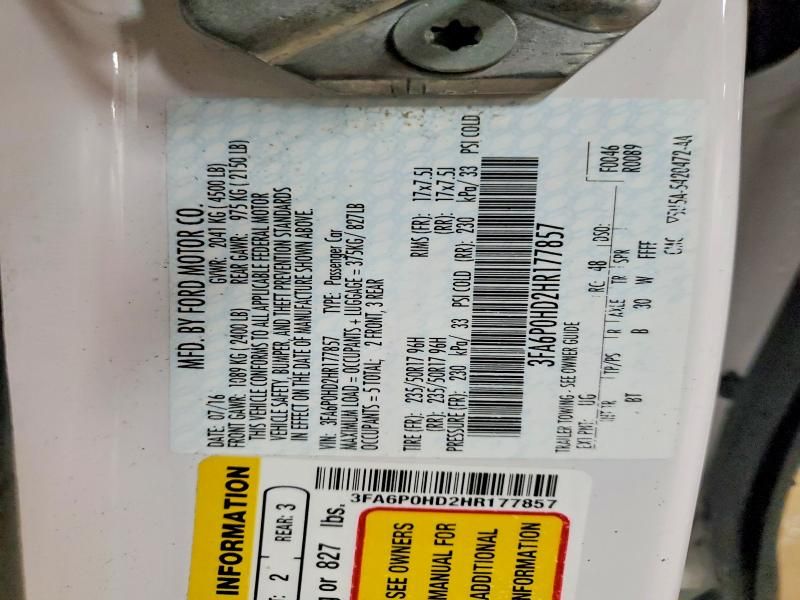 MFD. BY FORD MOTOR CO.
DATE: 07/16 GVWR: 2041 KG ( 4500 LB)
FRONT GAWR: 1089 KG ( 2400 LB) REAR GAWR: 975 KG ( 2150 LB)
THIS VEHICLE CONFORMS TO ALL APPLICABLE FEDERAL MOTOR
VEHICLE SAFETY, BUMPER, AND THEFT PREVENTION STANDARDS
IN EFFECT ON THE DATE OF MANUFACTURE SHOWN ABOVE.
VIN: 3FA6P0HD2HR177857 TYPE: Passenger Car
MAXIMUM LOAD = OCCUPANTS + LUGGAGE = 375KG/ 827LB
OCCUPANTS = 5 TOTAL; 2 FRONT, 3 REAR
TIRE (FR): 235/50R17 96H RIMS (FR): 17x7.5J
(RR): 235/50R17 96H (RR): 17x7.5J
PRESSURE (FR): 230 kPa/ 33 PSI COLD (RR): 230 kPa/ 33 PSI COLD
3FA6P0HD2HR177857
TRAILER TOWING - SEE OWNER GUIDE
EXT PNT: UG RC: 48 DSO: F0046
R0089
INT TR TP/PS R AXLE TR SPR
BT B 30 W FFFF
5420472-AA
INFORMATION
2 REAR: 3
or 827 lbs.
3FA6P0HD2HR177857
SEE OWNERS
MANUAL FOR
ADDITIONAL
INFORMATION